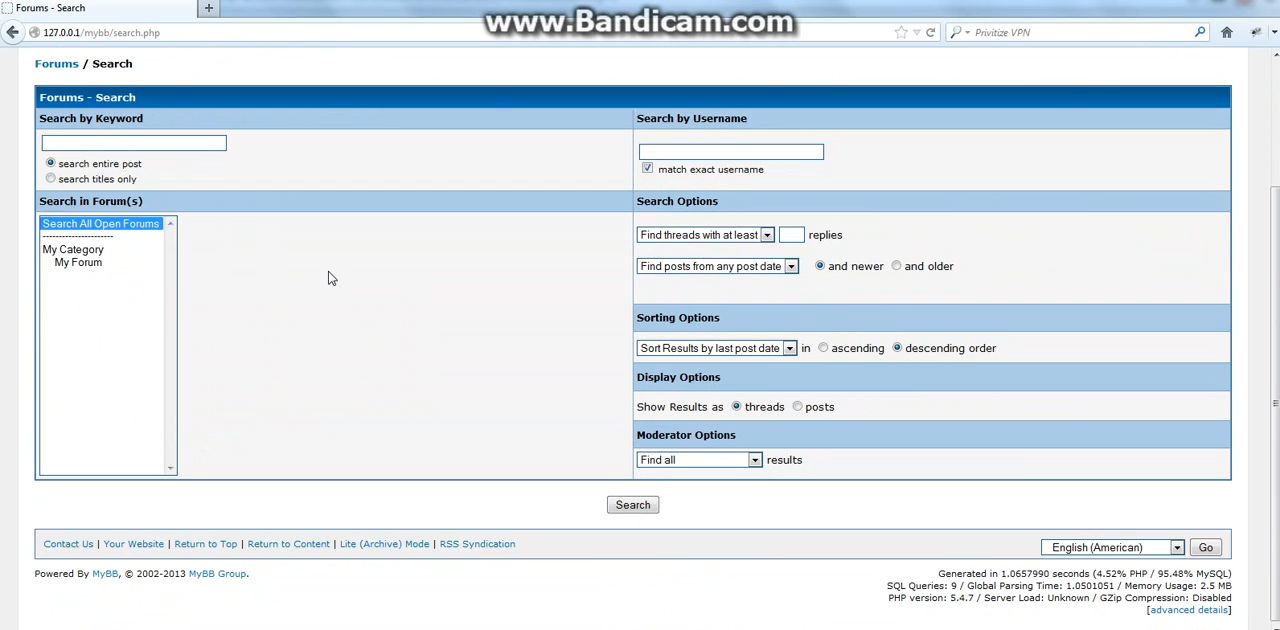 Forums - Search
+
www.Bandicam.com
127.0.0.1/mybb/search.php
Privitize VPN
Forums / Search
Forums - Search
Search by Keyword
Search by Username
search entire post
search titles only
match exact username
Search in Forum(s)
Search Options
Search All Open Forums
--------------------
My Category
My Forum
Find threads with at least
replies
Find posts from any post date
and newer
and older
Sorting Options
Sort Results by last post date
in
ascending
descending order
Display Options
Show Results as
threads
posts
Moderator Options
Find all
results
Search
Contact Us | Your Website | Return to Top | Return to Content | Lite (Archive) Mode | RSS Syndication
English (American)
Go
Powered By MyBB, © 2002-2013 MyBB Group.
Generated in 1.0657990 seconds (4.52% PHP / 95.48% MySQL)
SQL Queries: 9 / Global Parsing Time: 1.0501051 / Memory Usage: 2.5 MB
PHP version: 5.4.7 / Server Load: Unknown / GZip Compression: Disabled
[advanced details]